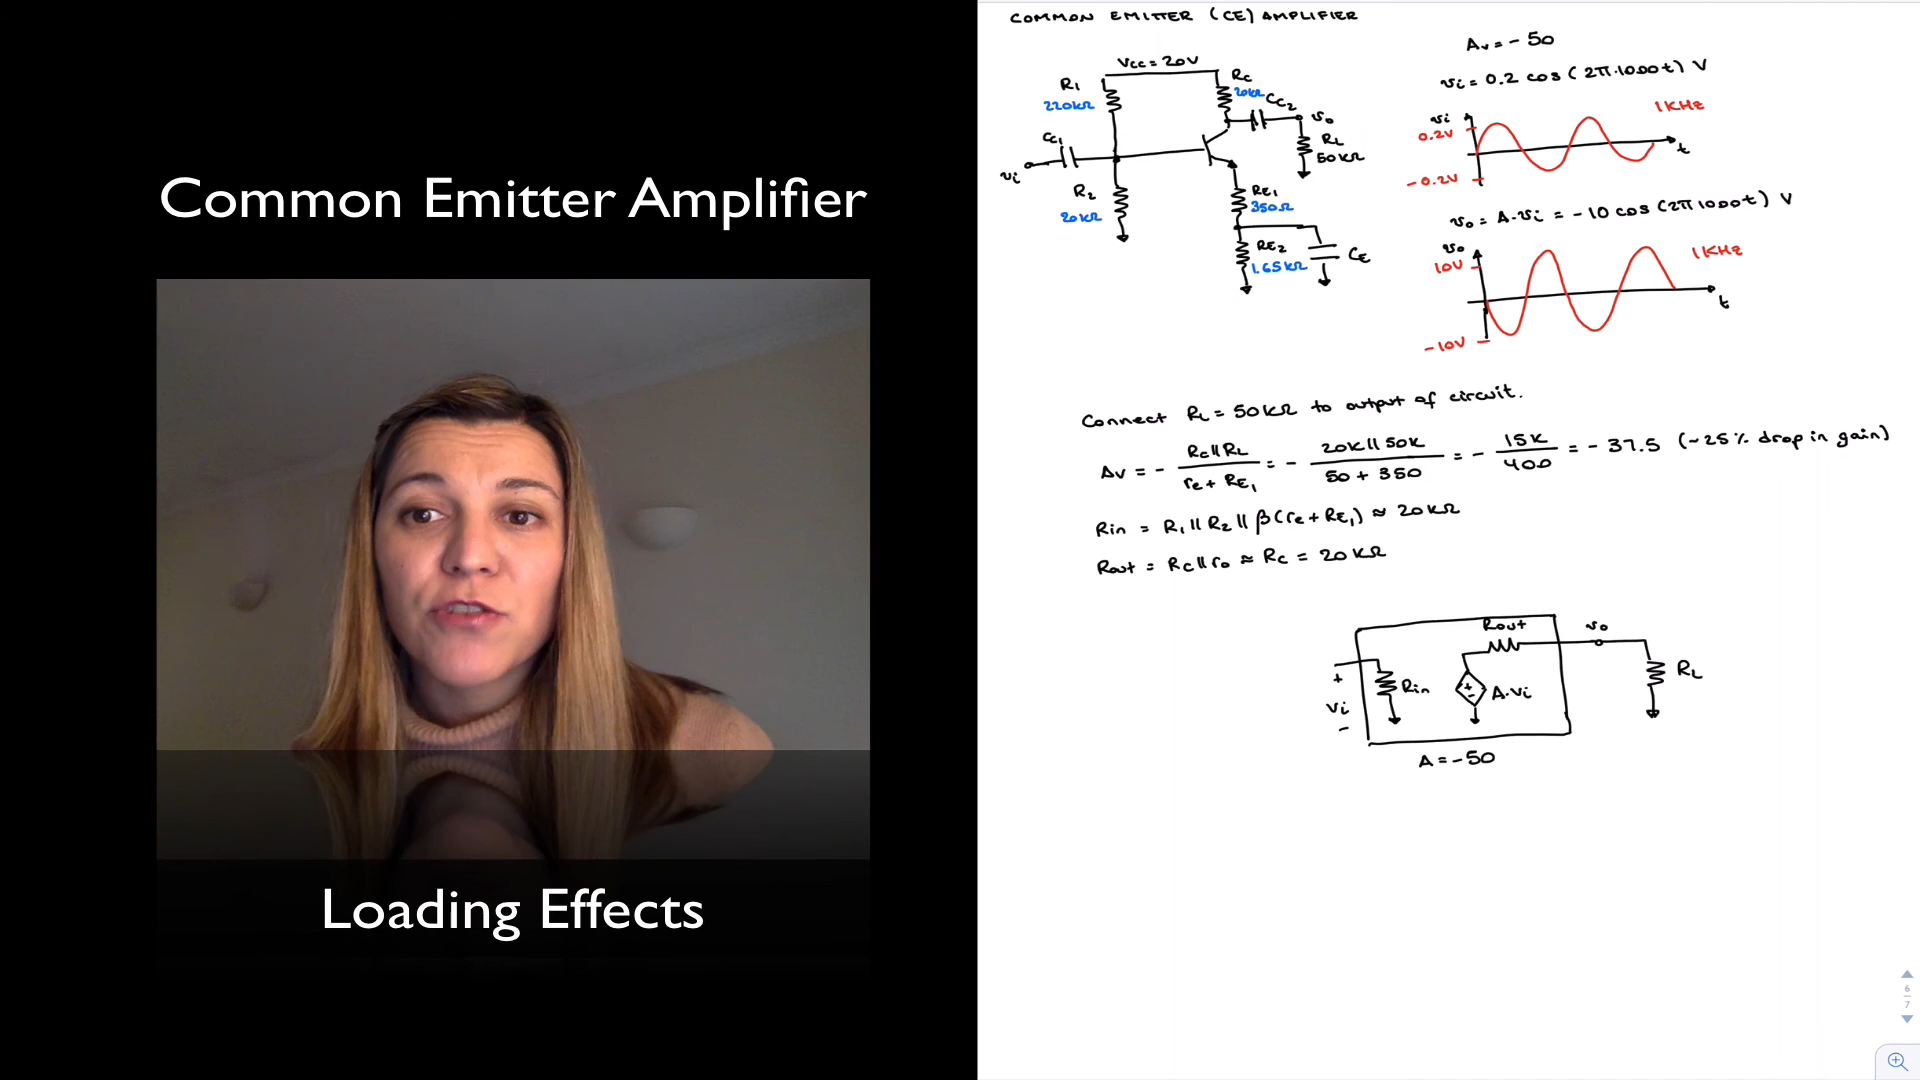 Common Emitter Amplifier
Loading Effects
COMMON EMITTER (CE) AMPLIFIER
Vcc = 20V
R1
220kΩ
Rc
20kΩ
Cc2
vo
RL
50kΩ
Cc1
vi
R2
20kΩ
RE1
350Ω
RE2
1.65kΩ
CE
Av = - 50
vi = 0.2 cos (2π.1000t) V
vi
0.2V
-0.2V
1KHz
t
vo = A.vi = -10 cos (2π1000t) V
vo
10V
-10V
1KHz
t
Connect RL = 50kΩ to output of circuit.
Av = - Rc||RL / re + RE1 = - 20k||50k / 50 + 350 = - 15k / 400 = - 37.5 (~25% drop in gain)
Rin = R1||R2||β(re+RE1) ≈ 20kΩ
Rout = Rc||ro ≈ Rc = 20kΩ
Rout
vo
+
Vi
-
Rin
+
-
A.Vi
RL
A = -50
6
7